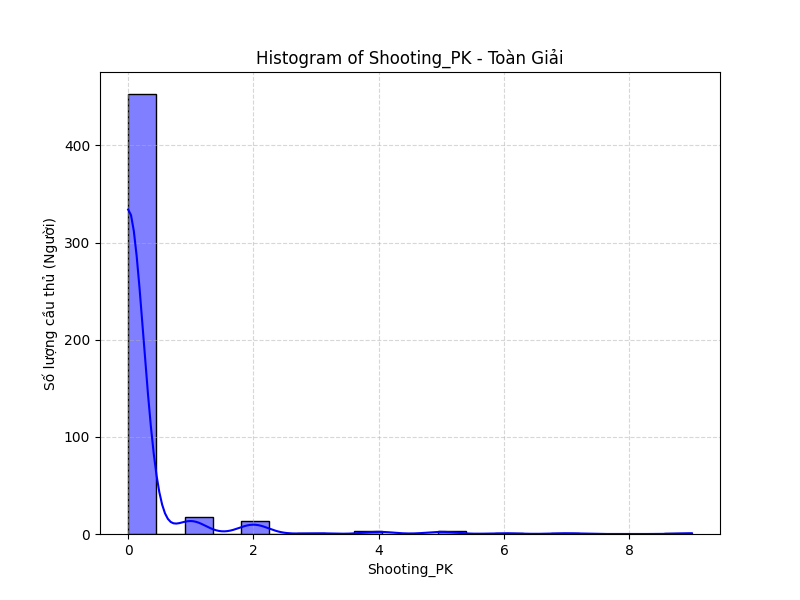 Histogram of Shooting_PK - Toàn Giải
Số lượng cầu thủ (Người)
400
300
200
100
0
0 2 4 6 8
Shooting_PK